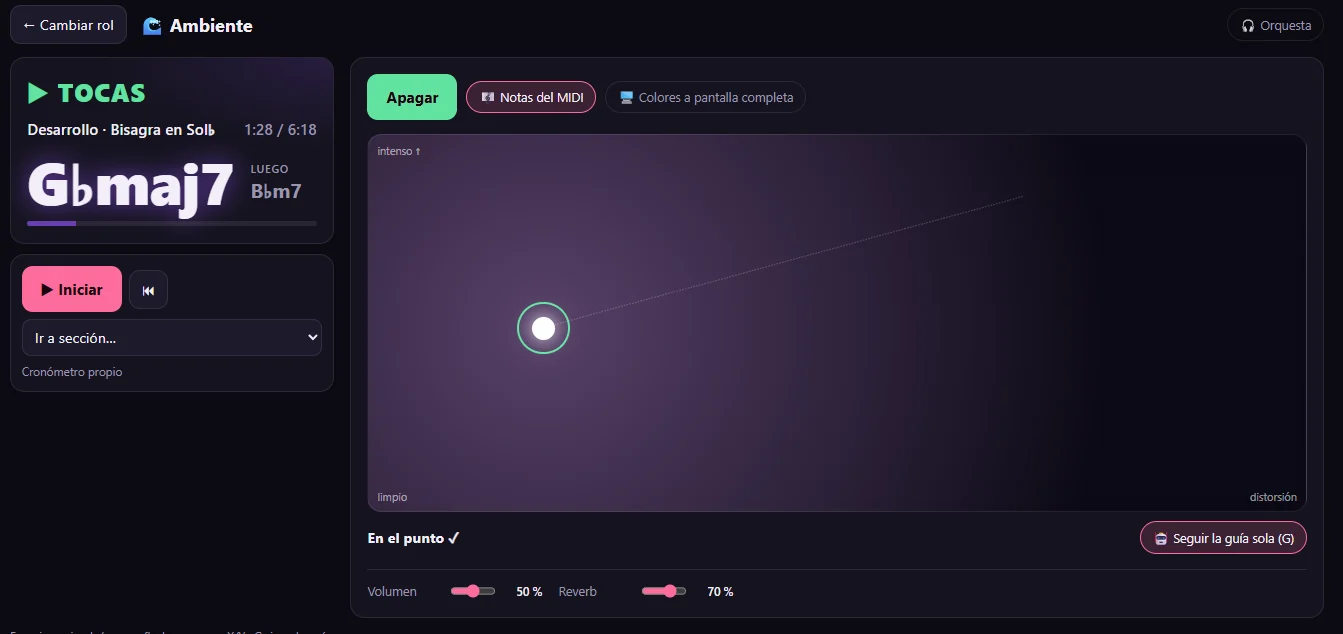 ← Cambiar rol
Ambiente
Orquesta
▶ TOCAS
Desarrollo · Bisagra en Sol♭ 1:28 / 6:18
G♭maj7
LUEGO
B♭m7
▶ Iniciar
Ir a sección...
Cronómetro propio
Apagar
Notas del MIDI
Colores a pantalla completa
intenso ↑
limpio
distorsión
En el punto ✓
Seguir la guía sola (G)
Volumen 50 % Reverb 70 %